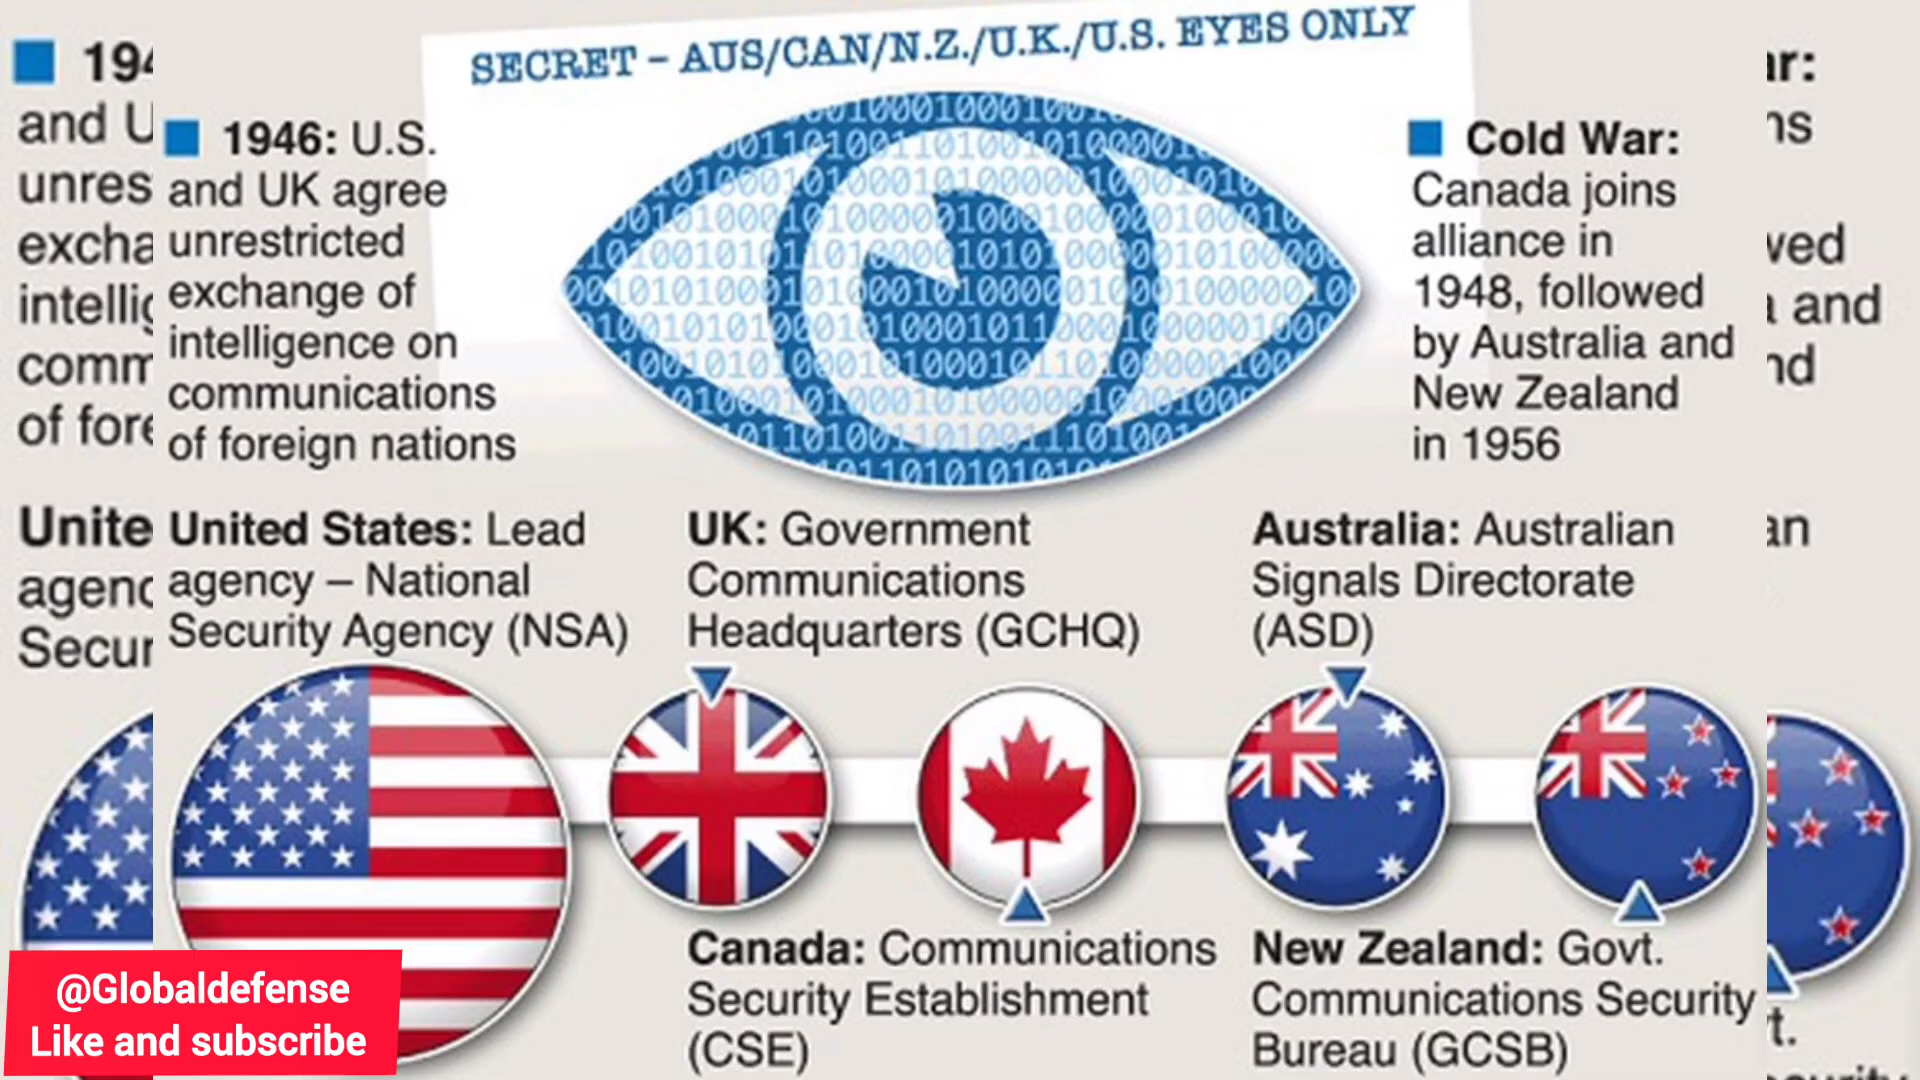 SECRET – AUS/CAN/N.Z./U.K./U.S. EYES ONLY
1946: U.S.
and UK agree
unrestricted
exchange of
intelligence on
communications
of foreign nations
Cold War:
Canada joins
alliance in
1948, followed
by Australia and
New Zealand
in 1956
United States: Lead
agency – National
Security Agency (NSA)
UK: Government
Communications
Headquarters (GCHQ)
Australia: Australian
Signals Directorate
(ASD)
Canada: Communications
Security Establishment
(CSE)
New Zealand: Govt.
Communications Security
Bureau (GCSB)
@Globaldefense
Like and subscribe